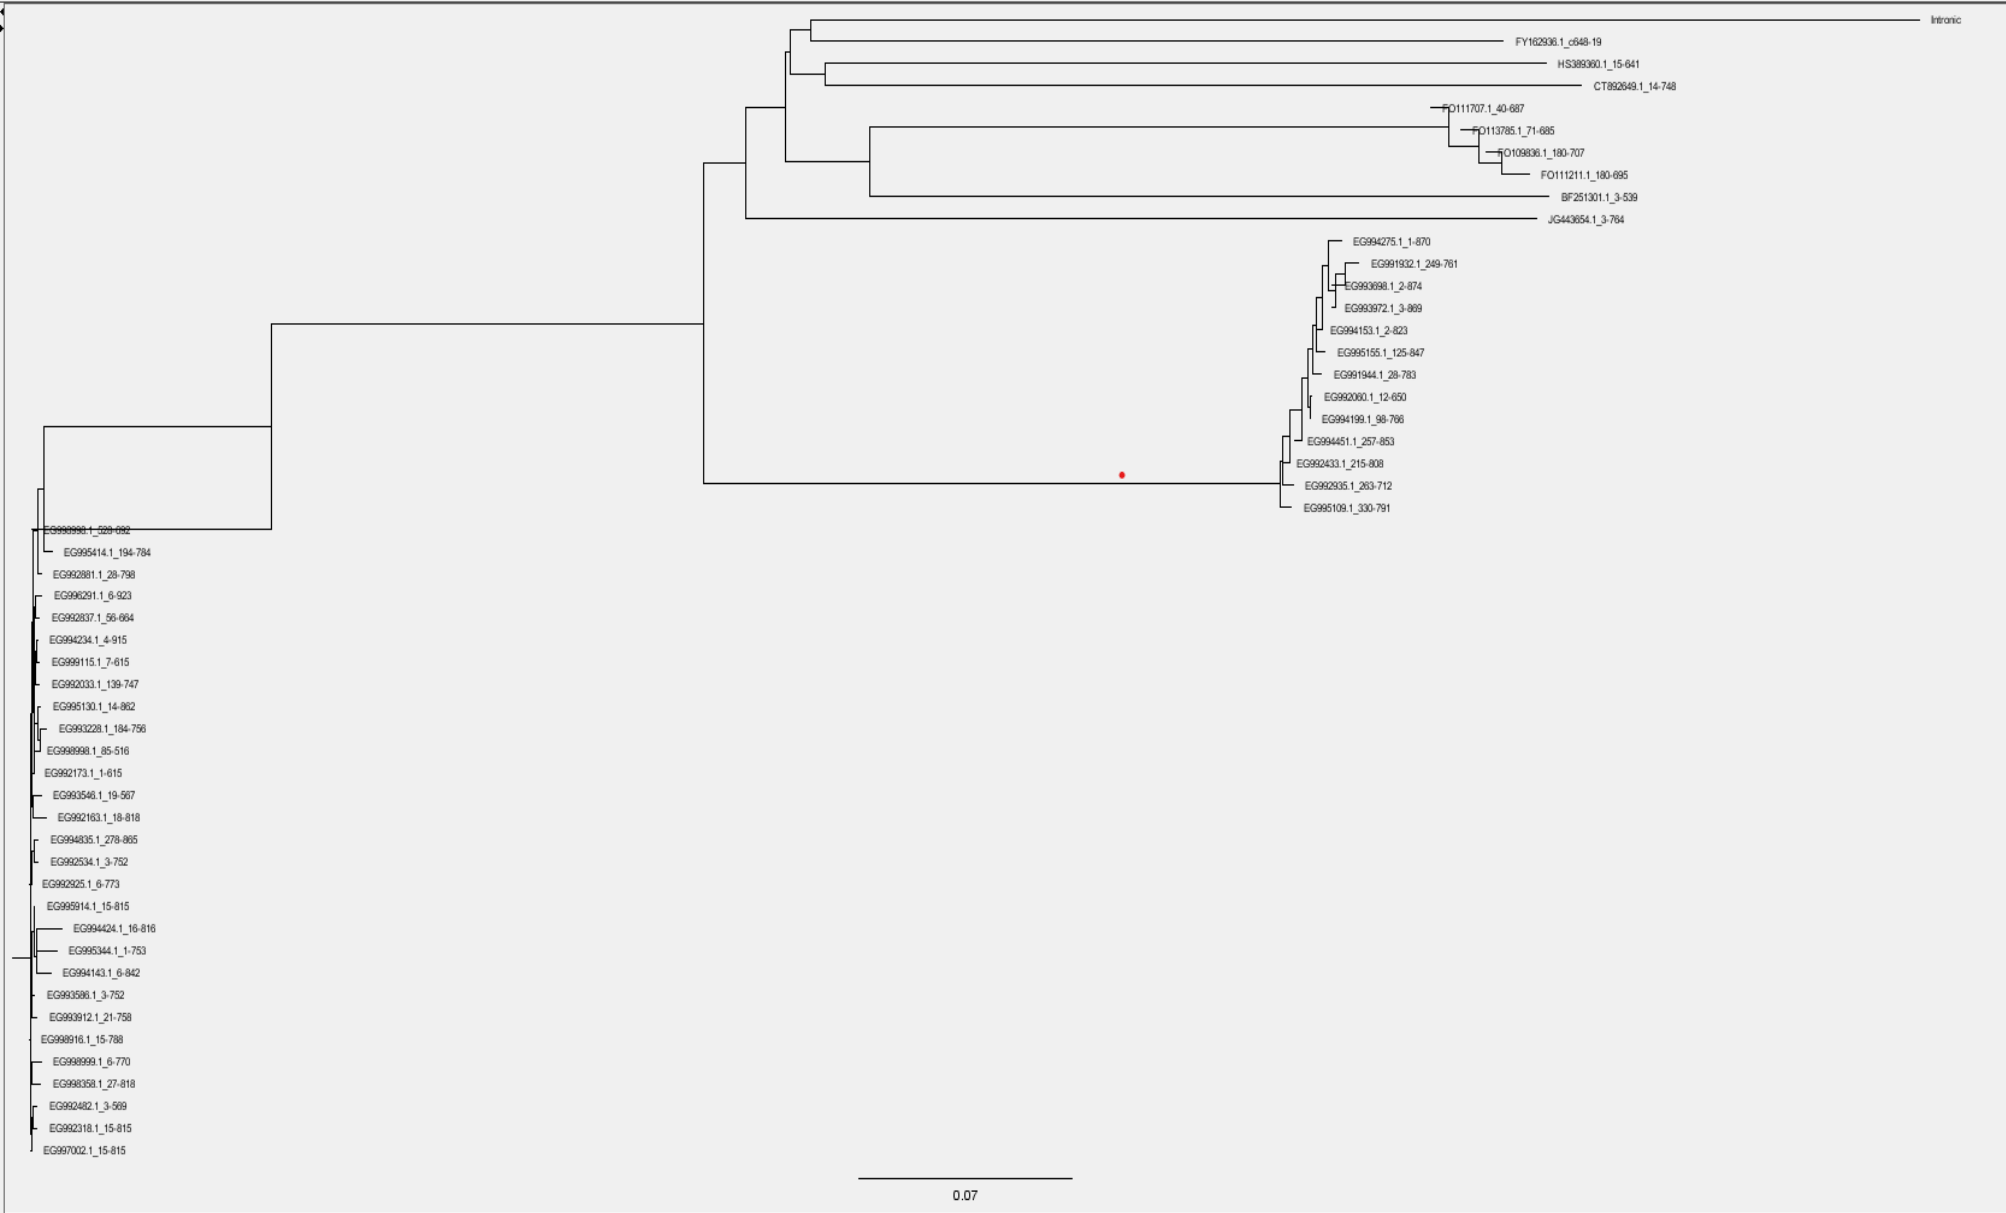 Intronic
FY162936.1_c648-19
HS389360.1_15-641
CT892649.1_14-748
FO111707.1_40-687
FO113785.1_71-685
FO109836.1_180-707
FO111211.1_180-695
BF251301.1_3-539
JG443654.1_3-764
EG994275.1_1-870
EG991932.1_249-761
EG993698.1_2-874
EG993972.1_3-869
EG994153.1_2-823
EG995155.1_125-847
EG991944.1_28-783
EG992060.1_12-650
EG994199.1_98-766
EG994451.1_257-853
EG992433.1_215-808
EG992935.1_263-712
EG995109.1_330-791
EG995414.1_194-784
EG992881.1_28-798
EG996291.1_6-923
EG992837.1_56-664
EG994234.1_4-915
EG999115.1_7-615
EG992033.1_139-747
EG995130.1_14-862
EG993228.1_184-756
EG998998.1_85-516
EG992173.1_1-615
EG993546.1_19-567
EG992163.1_18-818
EG994835.1_278-865
EG992534.1_3-752
EG992925.1_6-773
EG995914.1_15-815
EG994424.1_16-816
EG995344.1_1-753
EG994143.1_6-842
EG993586.1_3-752
EG993912.1_21-758
EG998916.1_15-788
EG998999.1_6-770
EG998358.1_27-818
EG992482.1_3-569
EG992318.1_15-815
EG997002.1_15-815
0.07